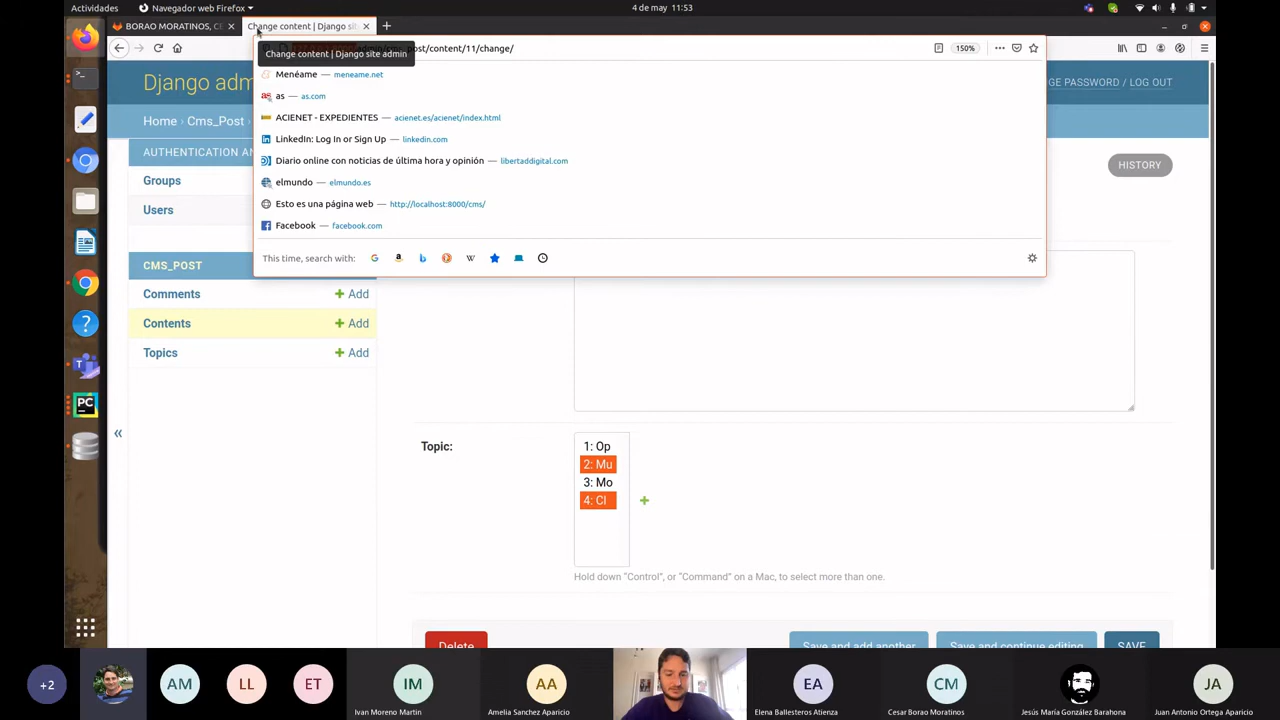 Actividades
Navegador web Firefox
4 de may 11:53
BORAO MORATINOS, CE
Change content | Django sit
admin/cms_post/content/11/change/
150%
Change content | Django site admin
Django adm
GE PASSWORD / LOG OUT
Menéame — meneame.net
as — as.com
Home › Cms_Post ›
ACIENET - EXPEDIENTES — acienet.es/acienet/index.html
LinkedIn: Log In or Sign Up — linkedin.com
AUTHENTICATION AN
Diario online con noticias de última hora y opinión — libertaddigital.com
HISTORY
Groups
elmundo — elmundo.es
Esto es una página web — http://localhost:8000/cms/
Users
Facebook — facebook.com
This time, search with:
CMS_POST
Comments + Add
Contents + Add
Topics + Add
«
Topic:
1: Op
2: Mu
3: Mo
4: CI
Hold down "Control", or "Command" on a Mac, to select more than one.
Delete
Save and add another
Save and continue editing
SAVE
+2
AM
LL
ET
IM
AA
EA
CM
JA
Ivan Moreno Martin
Amelia Sanchez Aparicio
Elena Ballesteros Atienza
Cesar Borao Moratinos
Jesús María González Barahona
Juan Antonio Ortega Aparicio